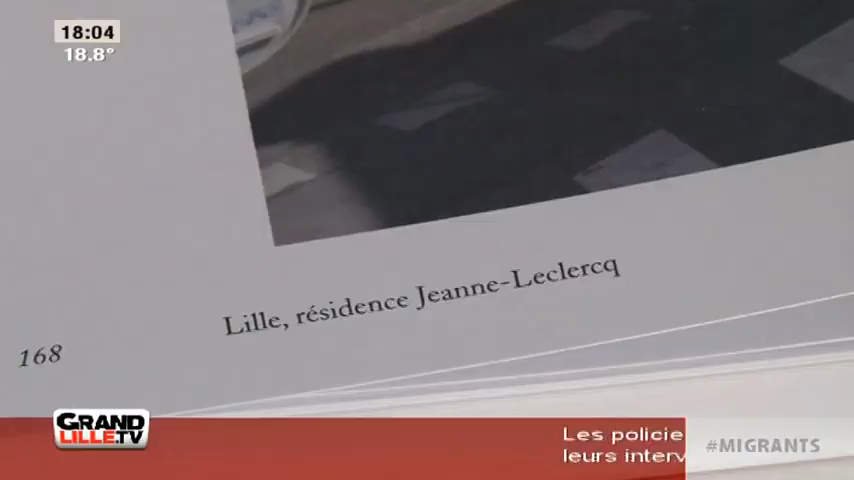 18:04
18.8°
Lille, résidence Jeanne-Leclercq
168
GRAND
LILLE.TV
Les policie
leurs interv
#MIGRANTS